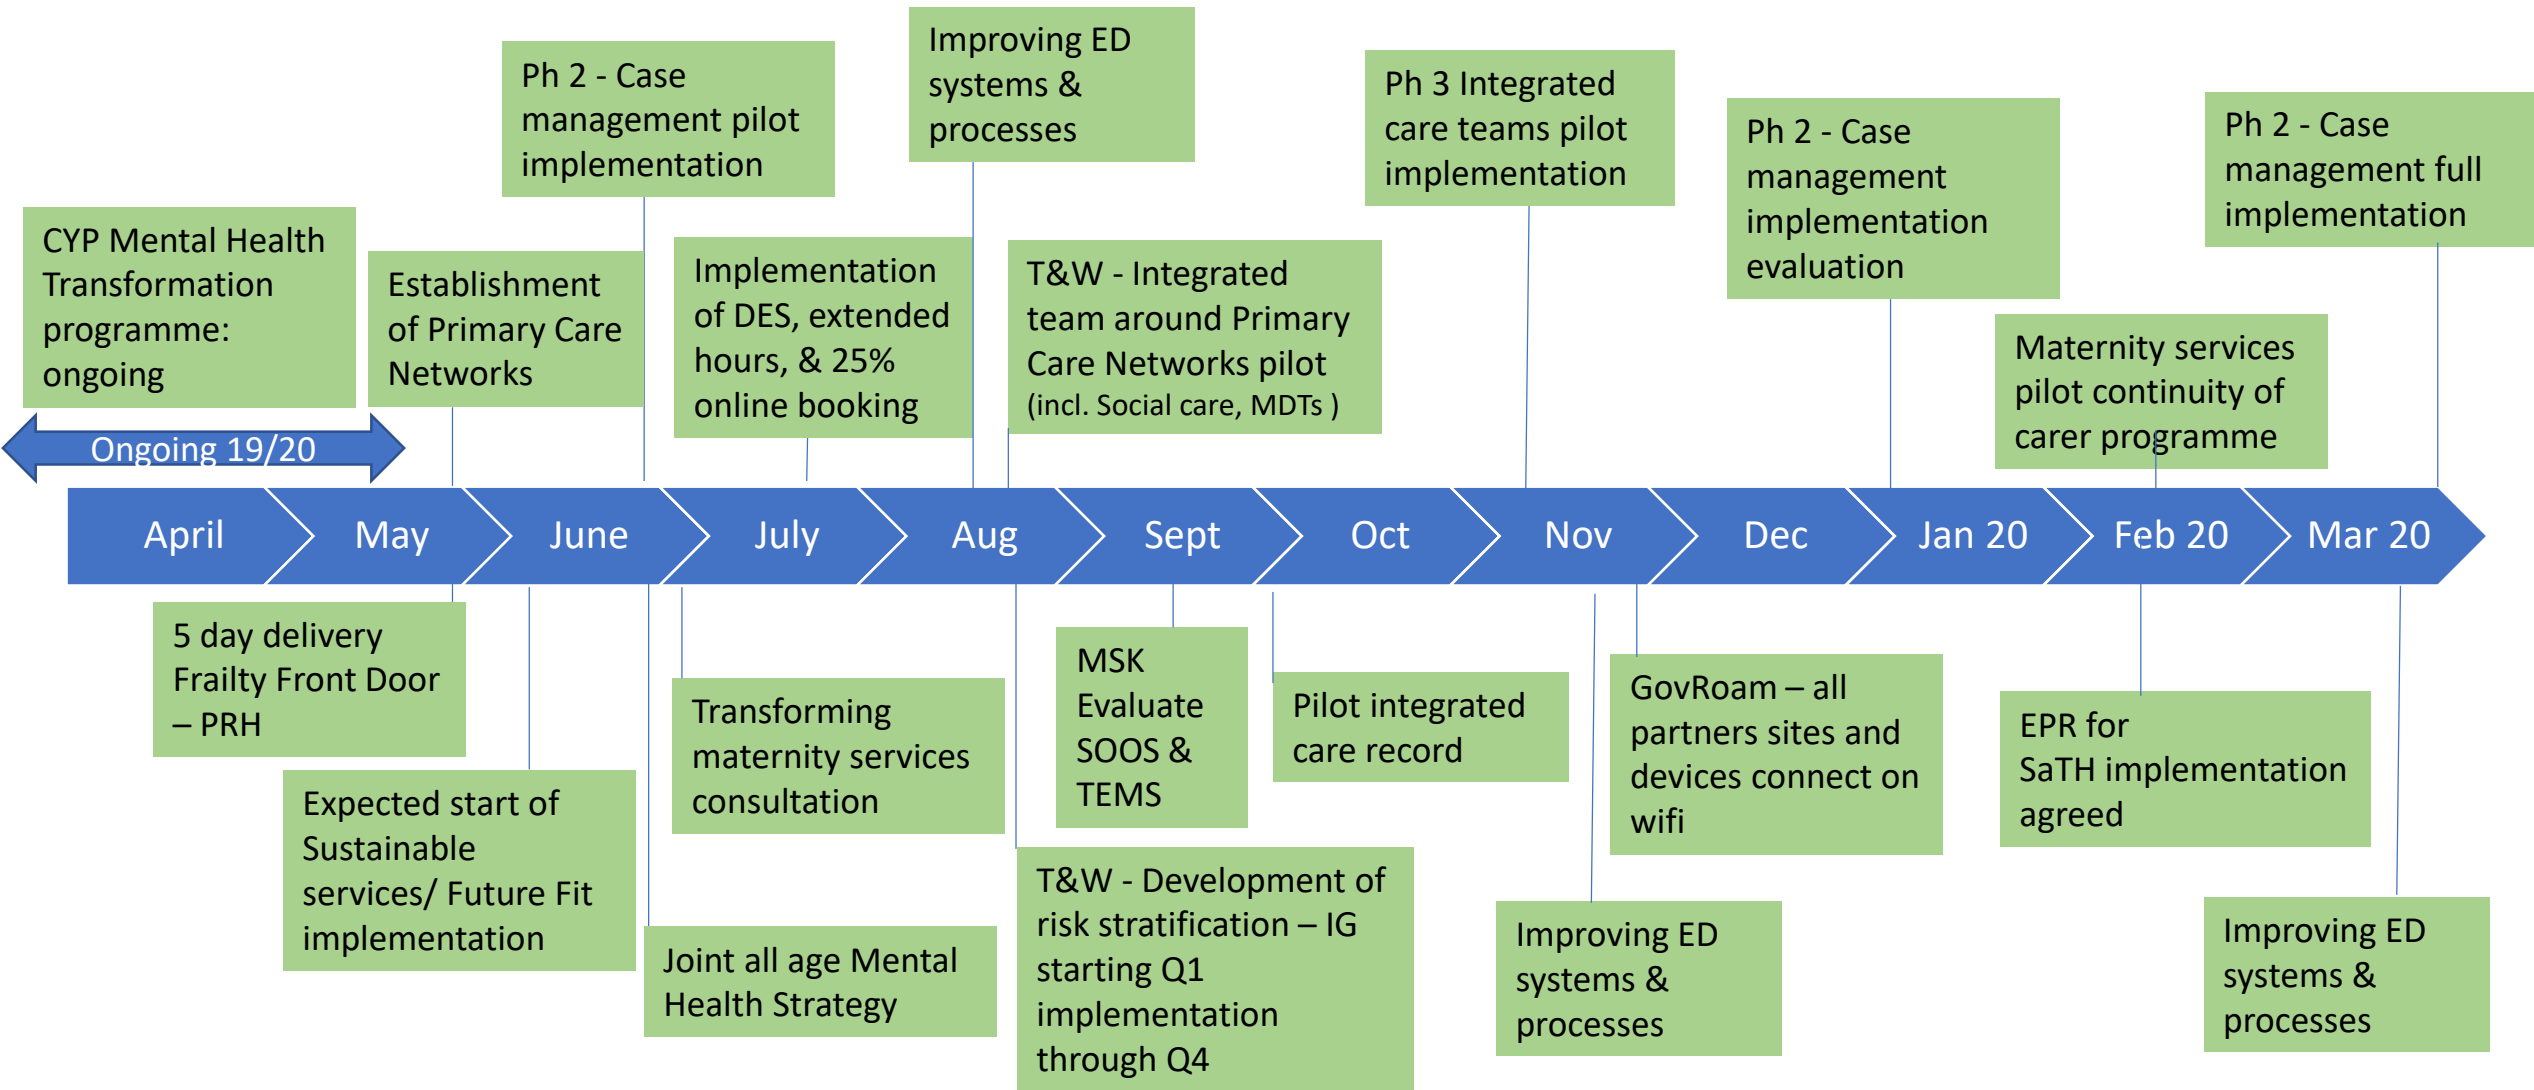 CYP Mental Health
Transformation
programme:
ongoing
Ongoing 19/20
Establishment
of Primary Care
Networks
Ph 2 - Case
management pilot
implementation
Implementation
of DES, extended
hours, & 25%
online booking
Improving ED
systems &
processes
T&W - Integrated
team around Primary
Care Networks pilot
(incl. Social care, MDTs )
Ph 3 Integrated
care teams pilot
implementation
Ph 2 - Case
management
implementation
evaluation
Maternity services
pilot continuity of
carer programme
Ph 2 - Case
management full
implementation
April May June July Aug Sept Oct Nov Dec Jan 20 Feb 20 Mar 20
5 day delivery
Frailty Front Door
– PRH
Expected start of
Sustainable
services/ Future Fit
implementation
Joint all age Mental
Health Strategy
Transforming
maternity services
consultation
T&W - Development of
risk stratification – IG
starting Q1
implementation
through Q4
MSK
Evaluate
SOOS &
TEMS
Pilot integrated
care record
Improving ED
systems &
processes
GovRoam – all
partners sites and
devices connect on
wifi
EPR for
SaTH implementation
agreed
Improving ED
systems &
processes